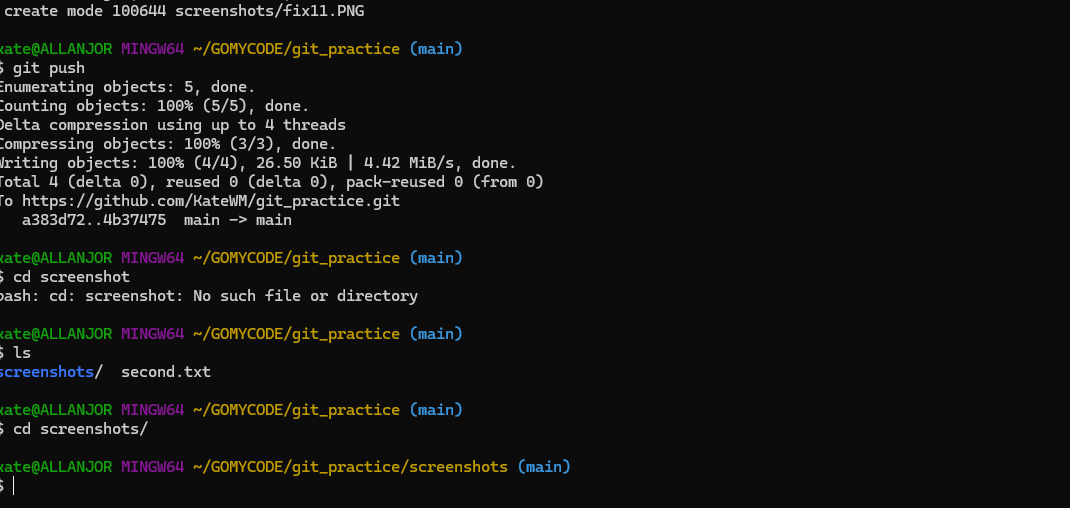 create mode 100644 screenshots/fix11.PNG
kate@ALLANJOR MINGW64 ~/GOMYCODE/git_practice (main)
$ git push
Enumerating objects: 5, done.
Counting objects: 100% (5/5), done.
Delta compression using up to 4 threads
Compressing objects: 100% (3/3), done.
Writing objects: 100% (4/4), 26.50 KiB | 4.42 MiB/s, done.
Total 4 (delta 0), reused 0 (delta 0), pack-reused 0 (from 0)
To https://github.com/KateWM/git_practice.git
a383d72..4b37475  main -> main
kate@ALLANJOR MINGW64 ~/GOMYCODE/git_practice (main)
$ cd screenshot
bash: cd: screenshot: No such file or directory
kate@ALLANJOR MINGW64 ~/GOMYCODE/git_practice (main)
$ ls
screenshots/  second.txt
kate@ALLANJOR MINGW64 ~/GOMYCODE/git_practice (main)
$ cd screenshots/
kate@ALLANJOR MINGW64 ~/GOMYCODE/git_practice/screenshots (main)
$